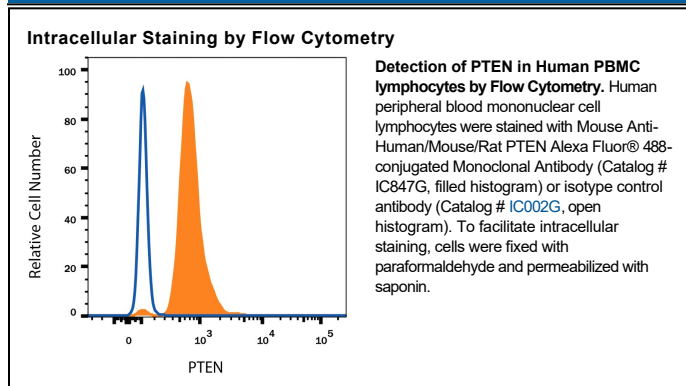 Intracellular Staining by Flow Cytometry
100
80
60
40
20
0
Relative Cell Number
0
10³
10⁴
10⁵
PTEN
Detection of PTEN in Human PBMC
lymphocytes by Flow Cytometry. Human
peripheral blood mononuclear cell
lymphocytes were stained with Mouse Anti-
Human/Mouse/Rat PTEN Alexa Fluor® 488-
conjugated Monoclonal Antibody (Catalog #
IC847G, filled histogram) or isotype control
antibody (Catalog # IC002G, open
histogram). To facilitate intracellular
staining, cells were fixed with
paraformaldehyde and permeabilized with
saponin.